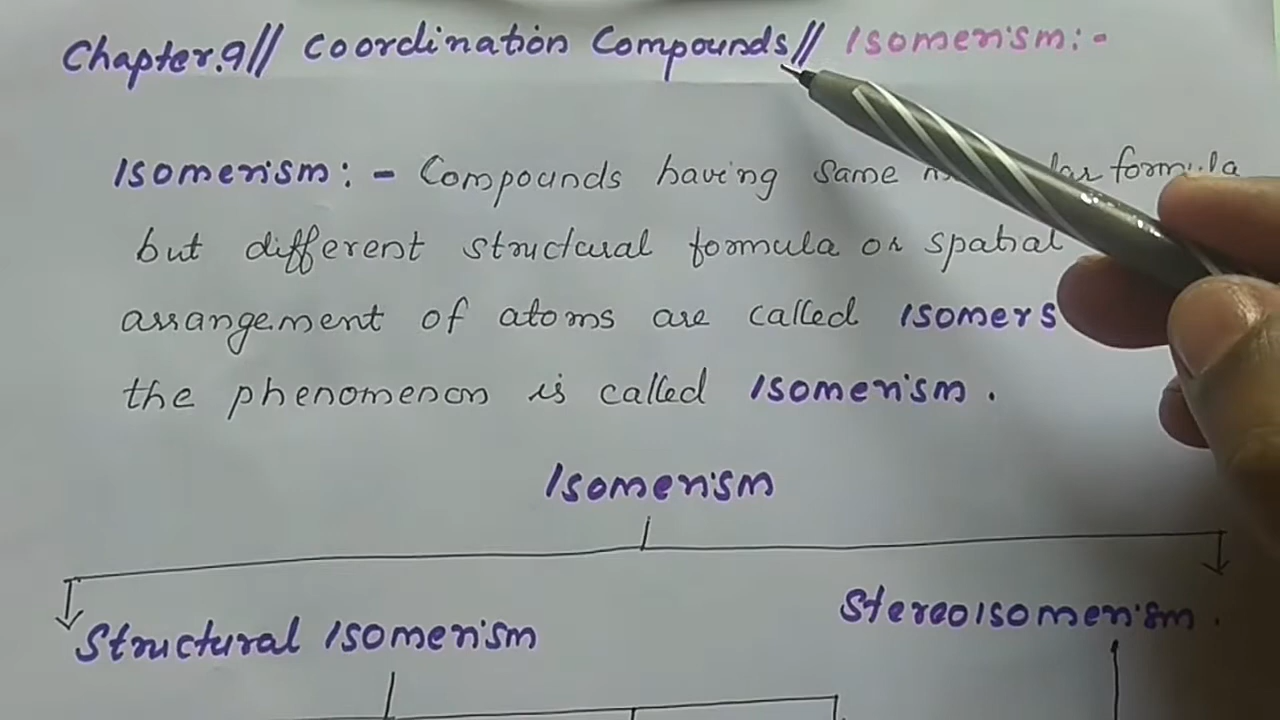 Chapter.9// Coordination Compounds// Isomerism:-
Isomerism:- Compounds having same formula
but different structural formula or spatial
arrangement of atoms are called Isomers
the phenomenon is called Isomerism.
Isomerism
Stereoisomerism.
Structural Isomerism